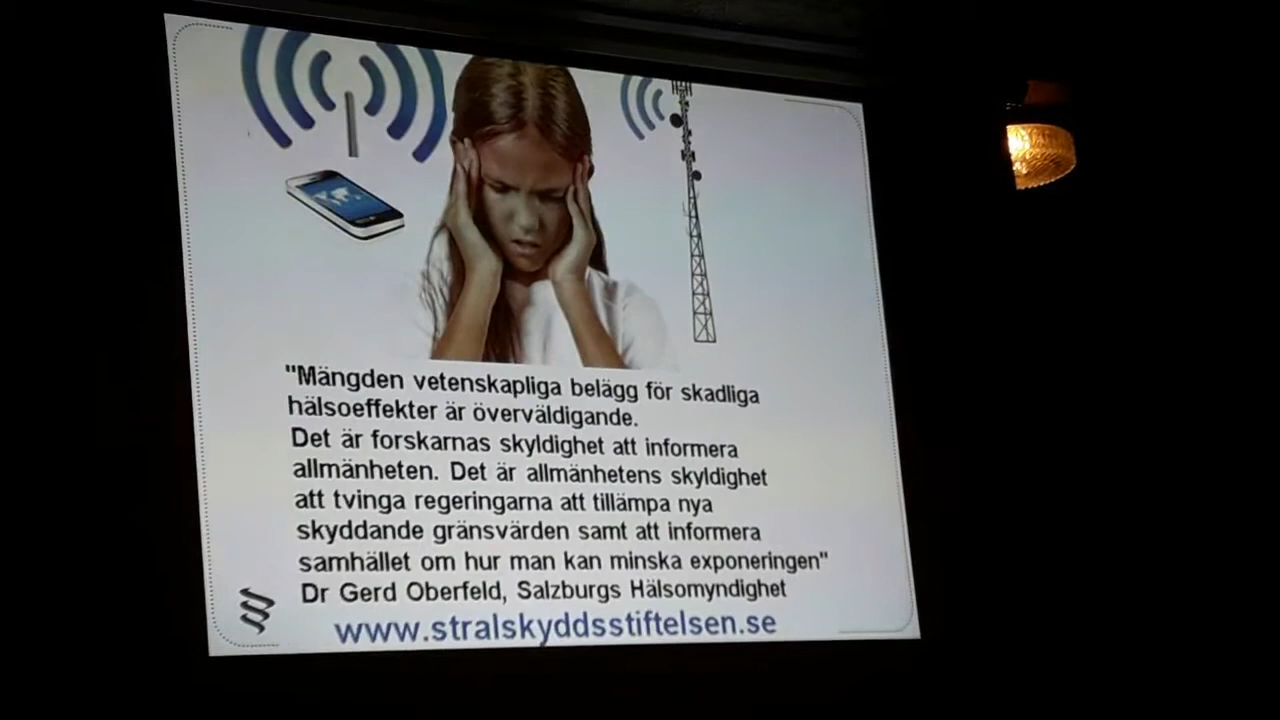 "Mängden vetenskapliga belägg för skadliga
hälsoeffekter är överväldigande.
Det är forskarnas skyldighet att informera
allmänheten. Det är allmänhetens skyldighet
att tvinga regeringarna att tillämpa nya
skyddande gränsvärden samt att informera
samhället om hur man kan minska exponeringen"
Dr Gerd Oberfeld, Salzburgs Hälsomyndighet
www.stralskyddsstiftelsen.se